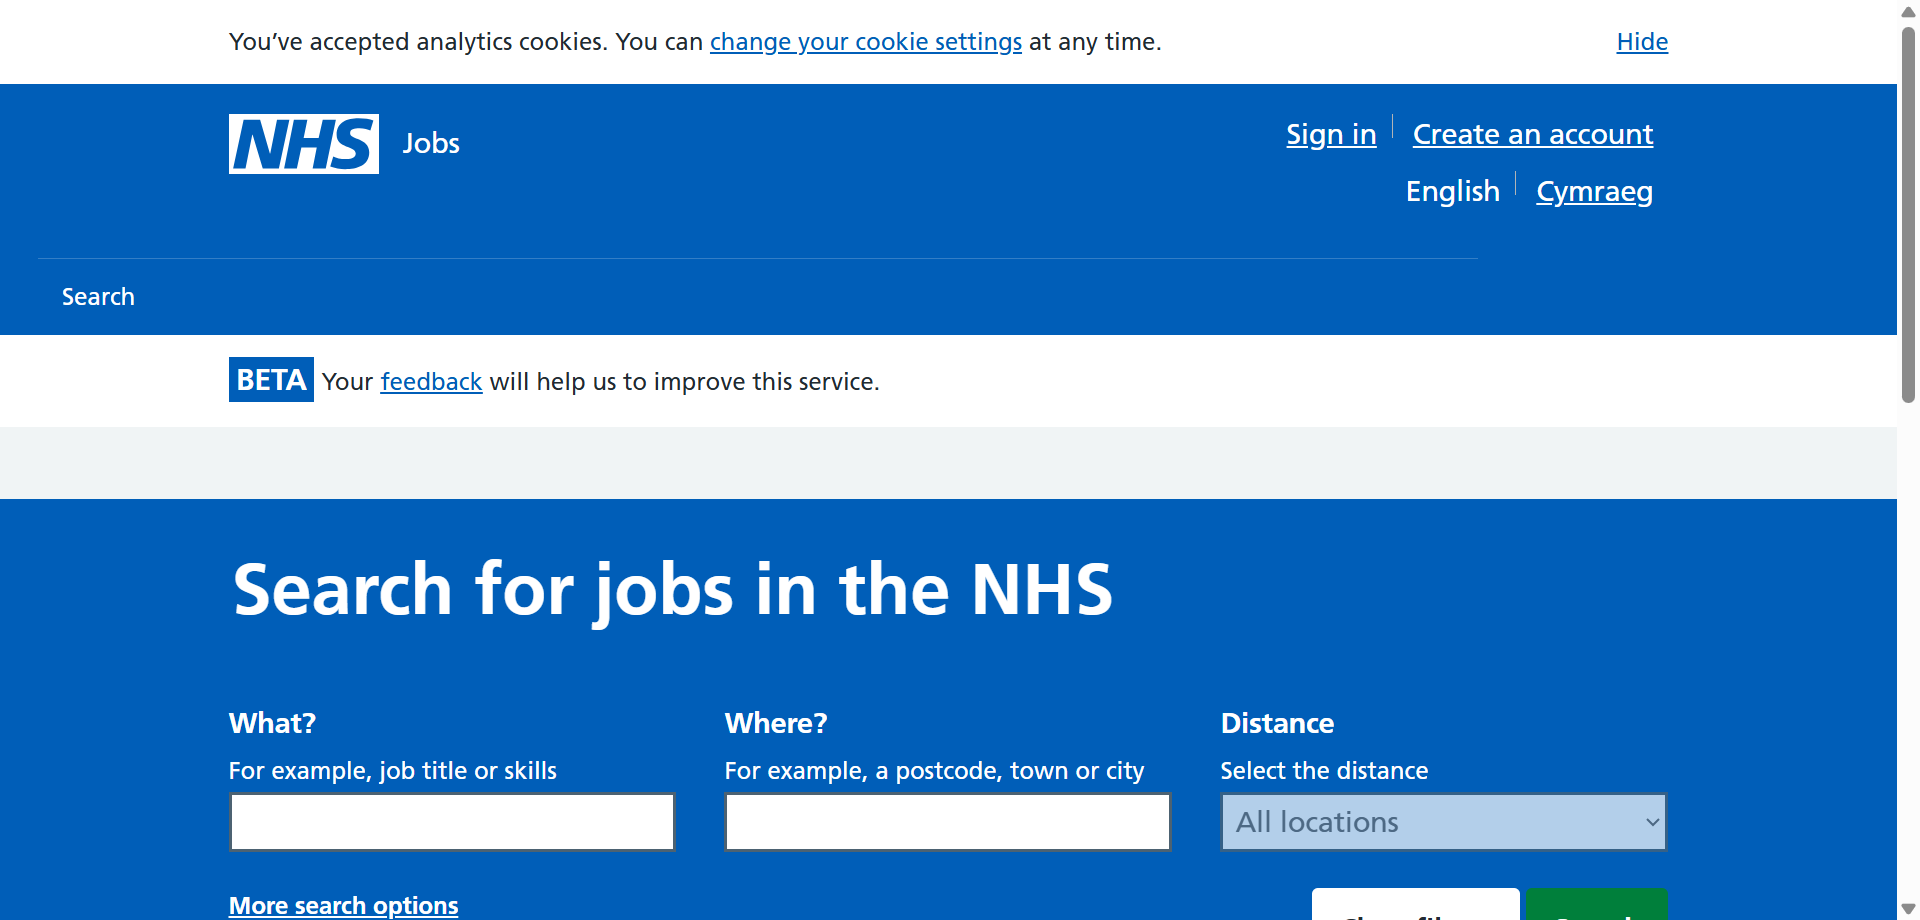 You’ve accepted analytics cookies. You can change your cookie settings at any time.
Hide
NHS Jobs
Sign in
Create an account
English
Cymraeg
Search
BETA Your feedback will help us to improve this service.
Search for jobs in the NHS
What?
For example, job title or skills
Where?
For example, a postcode, town or city
Distance
Select the distance
All locations
More search options